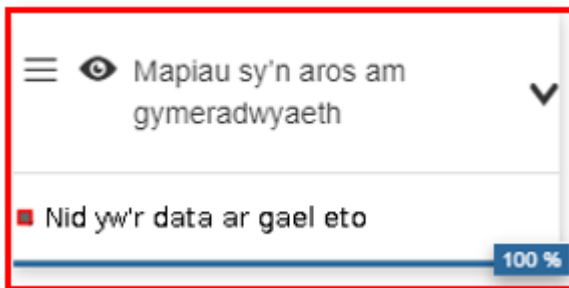 Mapiau sy'n aros am
gymeradwyaeth
Nid yw'r data ar gael eto
100 %